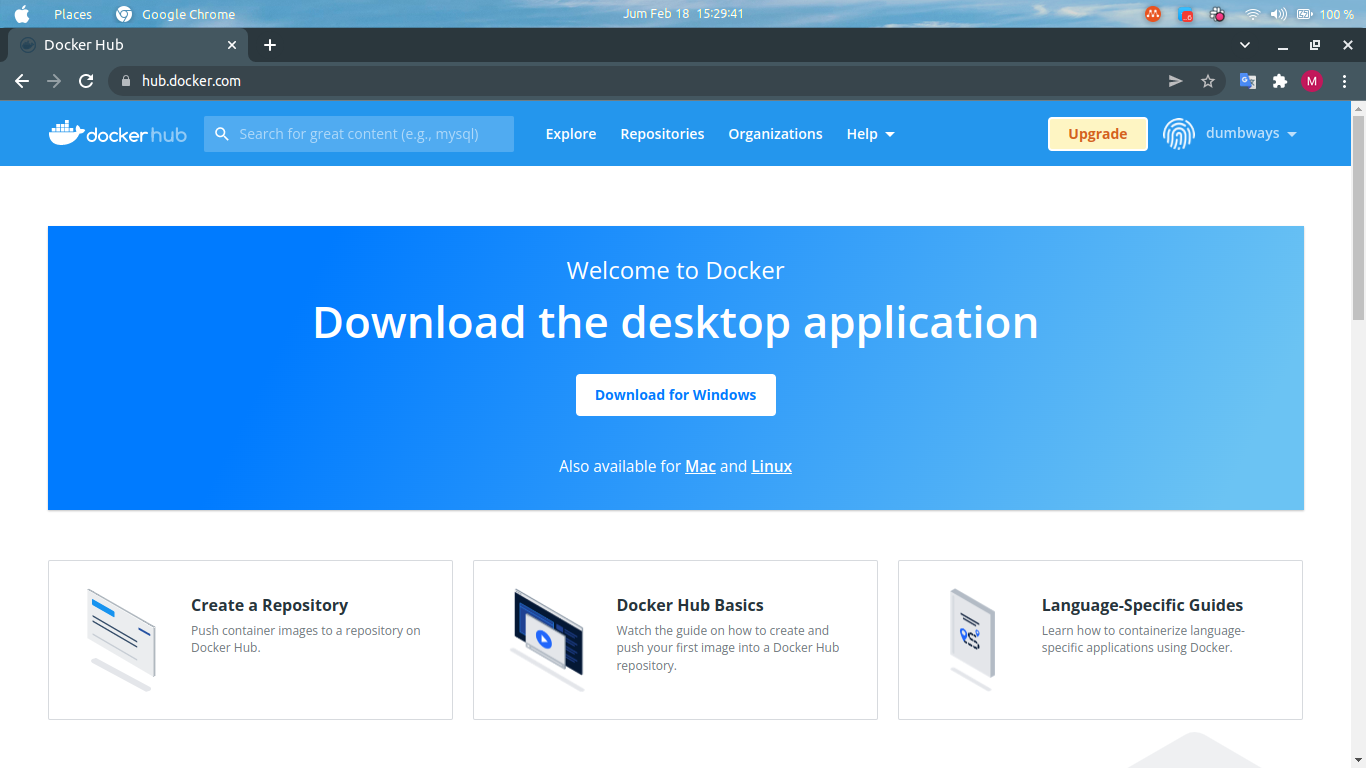 Places Google Chrome Jum Feb 18 15:29:41 100 %
Docker Hub
hub.docker.com M
docker hub Search for great content (e.g., mysql) Explore Repositories Organizations Help Upgrade dumbways
Welcome to Docker
Download the desktop application
Download for Windows
Also available for Mac and Linux
Create a Repository
Push container images to a repository on
Docker Hub.
Docker Hub Basics
Watch the guide on how to create and
push your first image into a Docker Hub
repository.
Language-Specific Guides
Learn how to containerize language-
specific applications using Docker.